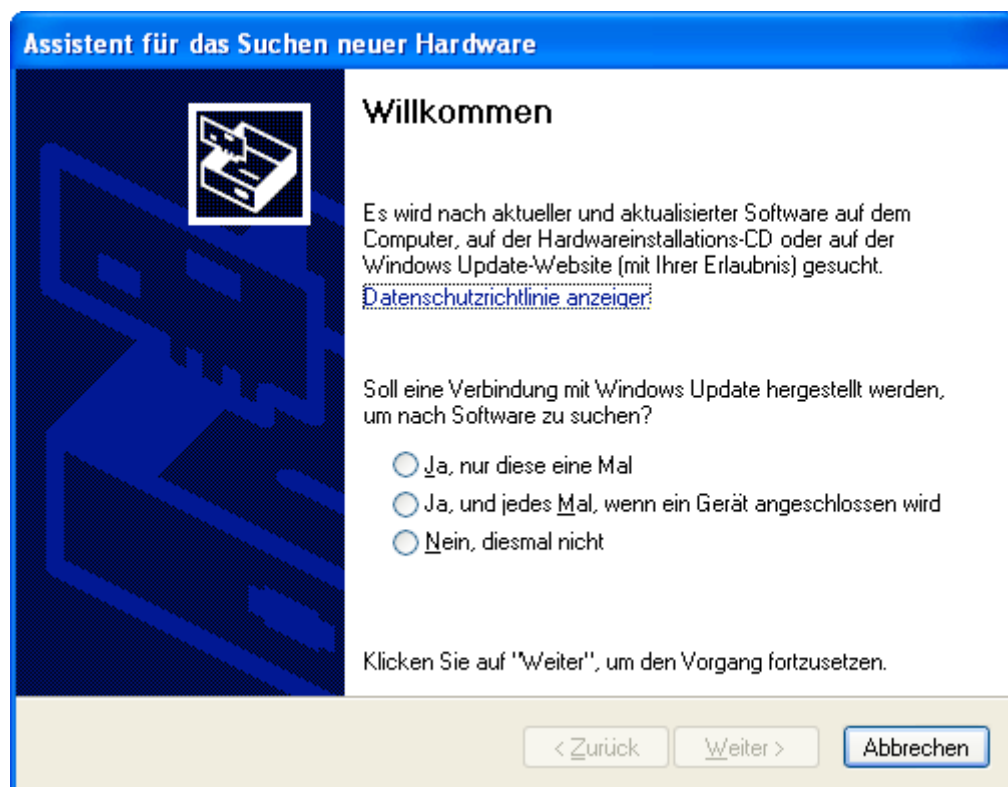 Assistent für das Suchen neuer Hardware
Willkommen
Es wird nach aktueller und aktualisierter Software auf dem
Computer, auf der Hardwareinstallations-CD oder auf der
Windows Update-Website (mit Ihrer Erlaubnis) gesucht.
Datenschutzrichtlinie anzeigen
Soll eine Verbindung mit Windows Update hergestellt werden,
um nach Software zu suchen?
Ja, nur diese eine Mal
Ja, und jedes Mal, wenn ein Gerät angeschlossen wird
Nein, diesmal nicht
Klicken Sie auf "Weiter", um den Vorgang fortzusetzen.
< Zurück Weiter > Abbrechen